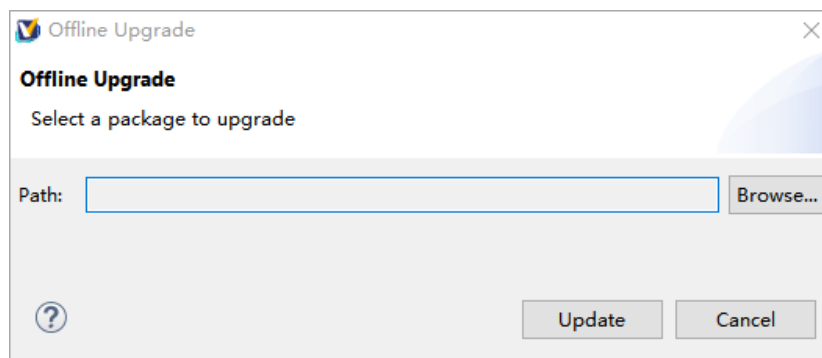 Offline Upgrade
Offline Upgrade
Select a package to upgrade
Path: Browse...
? Update Cancel